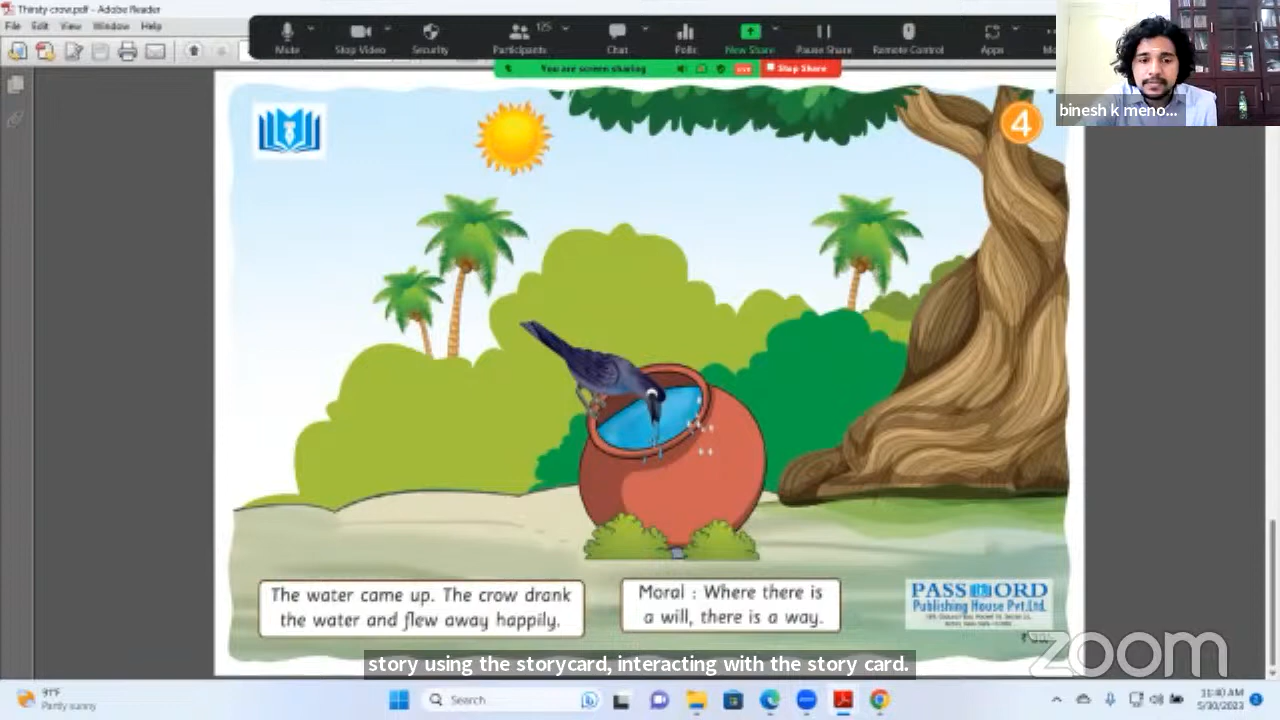 Thirsty crow.pdf - Adobe Reader
File Edit View Window Help
Mute
Stop Video
Security
Participants
125
Chat
Polls
New Share
Pause Share
Remote Control
Apps
You are screen sharing
LIVE
Stop Share
binesh k meno...
4
The water came up. The crow drank
the water and flew away happily.
Moral : Where there is
a will, there is a way.
PASSWORD
Publishing House Pvt.Ltd.
story using the storycard, interacting with the story card.
zoom
91°F
Partly sunny
Search
11:40 AM
5/30/2023